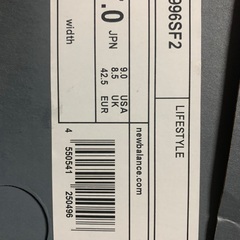 996SF2
LIFESTYLE
.0 JPN
9.0 USA
8.5 UK
42.5 EUR
width
newbalance.com
4 550541 250496